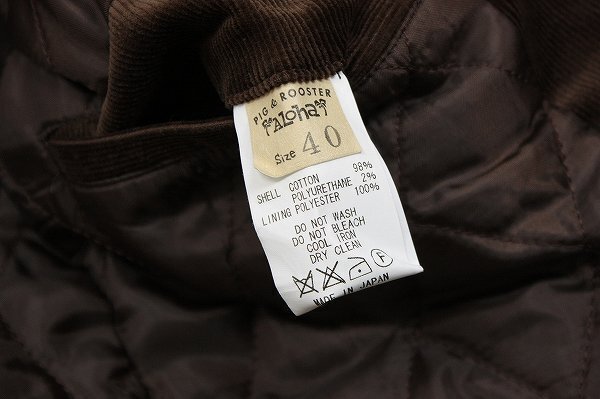 PIG & ROOSTER
"Aloha"
Size 40
SHELL COTTON 98%
POLYURETHANE 2%
LINING POLYESTER 100%
DO NOT WASH
DO NOT BLEACH
COOL IRON
DRY CLEAN
F
MADE IN JAPAN